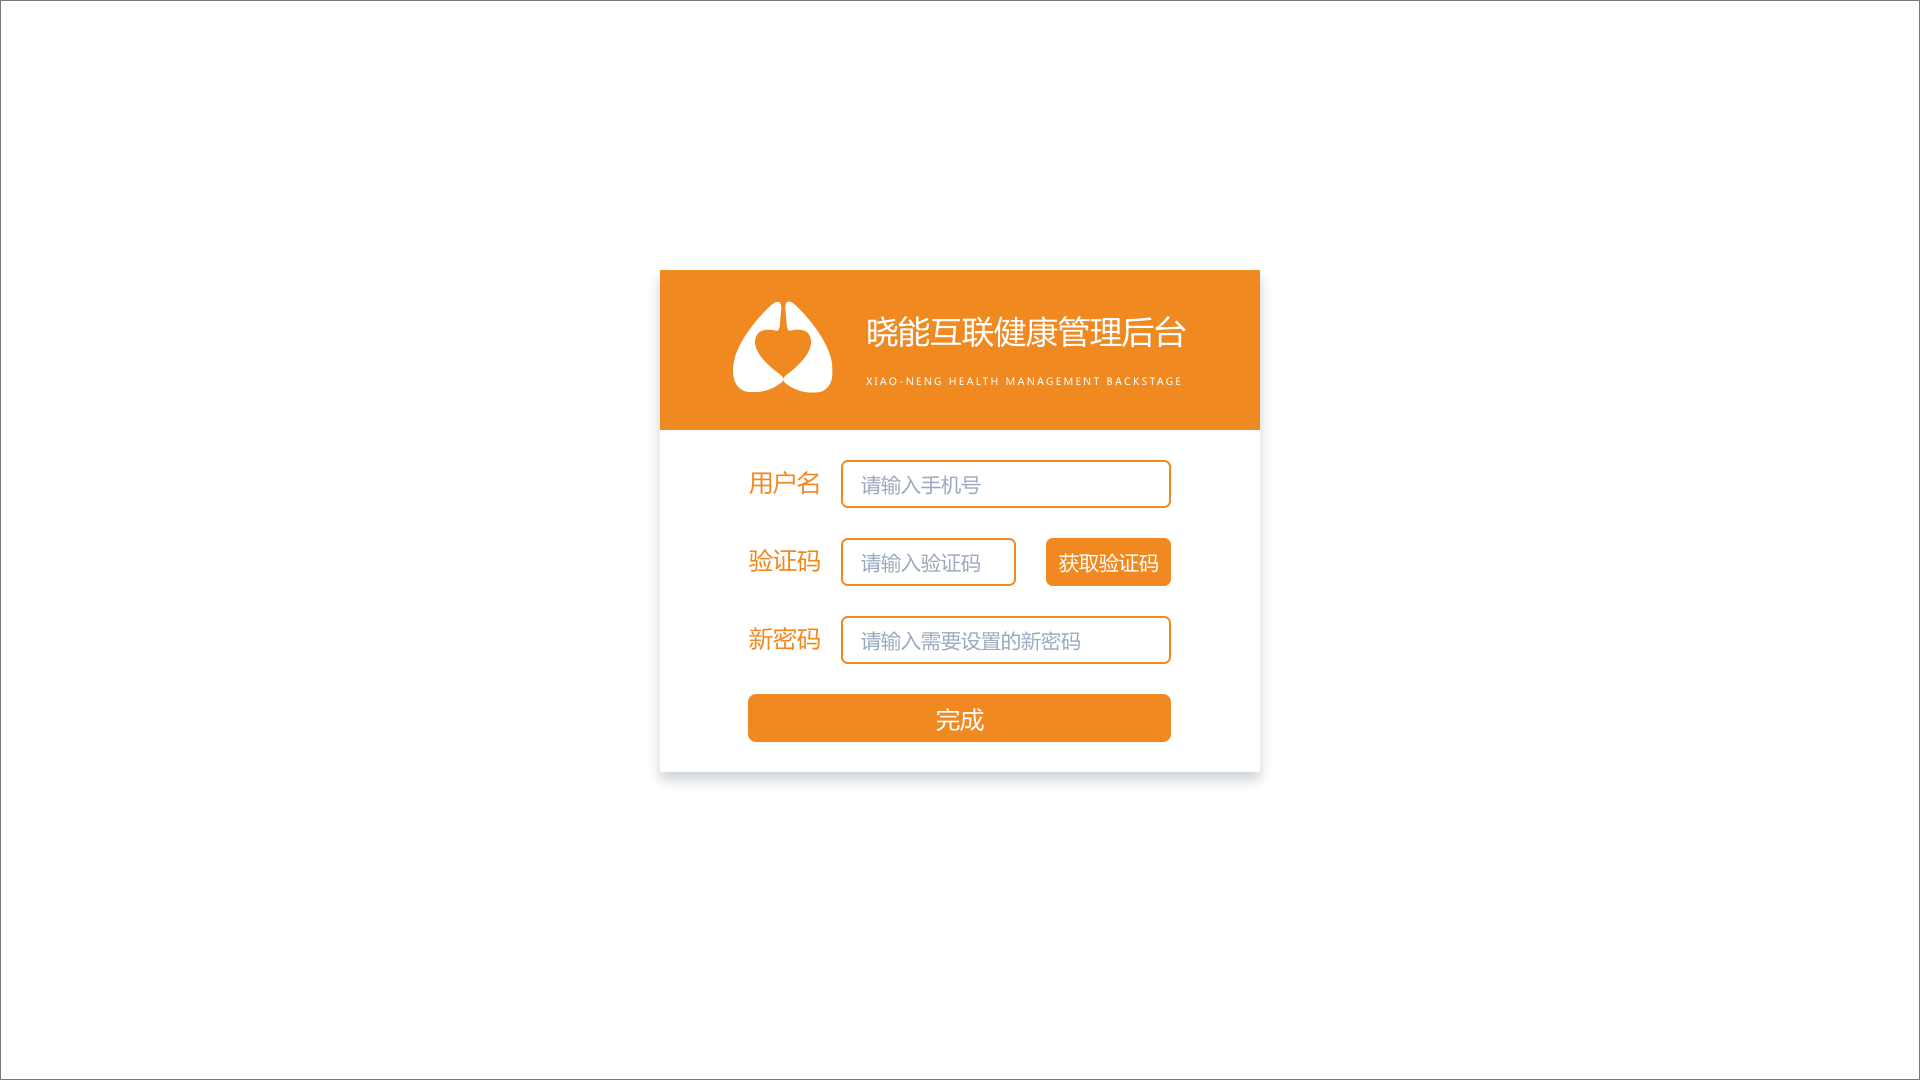 晓能互联健康管理后台
XIAO-NENG HEALTH MANAGEMENT BACKSTAGE
用户名 请输入手机号
验证码 请输入验证码 获取验证码
新密码 请输入需要设置的新密码
完成